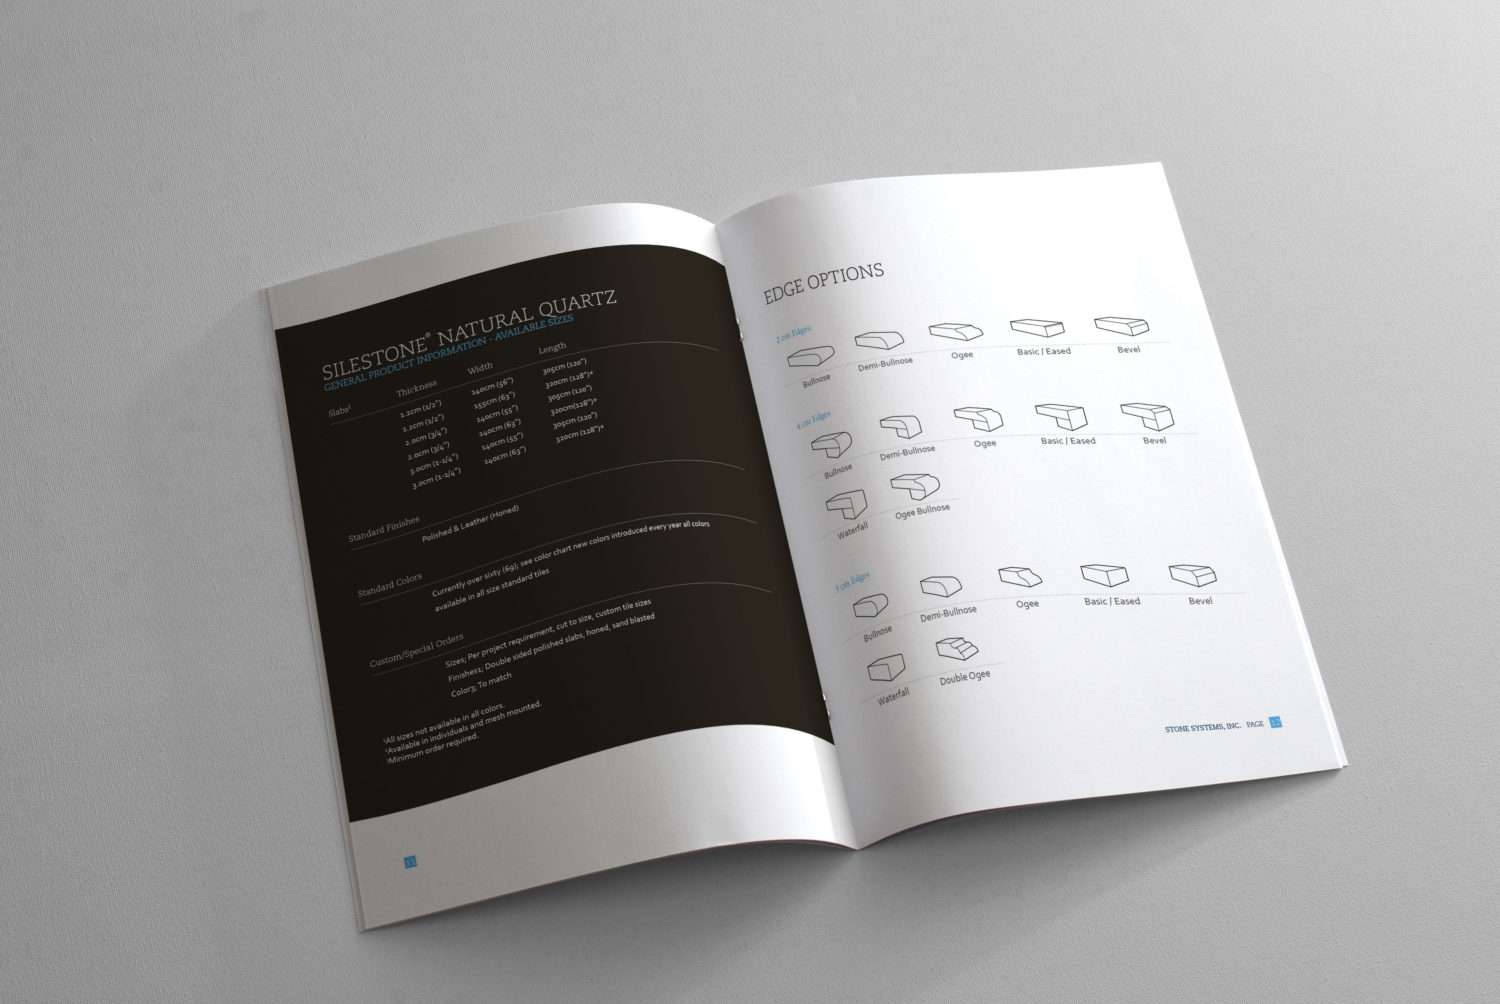 SILESTONE® NATURAL QUARTZ
GENERAL PRODUCT INFORMATION - AVAILABLE SIZES
Slabs¹ Thickness Width Length
1.2cm (1/2") 140cm (56") 305cm (120")
1.2cm (1/2") 155cm (63") 320cm (128")*
2.0cm (3/4") 140cm (55") 305cm (120")
2.0cm (3/4") 140cm (63") 320cm(128")*
3.0cm (1-1/4") 140cm (55") 305cm (120")
3.0cm (1-1/4") 140cm (63") 320cm (128")*
Standard Finishes
Polished & Leather (Honed)
Standard Colors
Currently over sixty (69); see color chart new colors introduced every year all colors
available in all size standard tiles
Custom/Special Orders
Sizes; Per project requirement, cut to size, custom tile sizes
Finishes1; Double sided polished slabs, honed, sand blasted
Color3; To match
¹All sizes not available in all colors.
²Available in individuals and mesh mounted.
³Minimum order required.
11
EDGE OPTIONS
2 cm Edges
Bullnose Demi-Bullnose Ogee Basic / Eased Bevel
4 cm Edges
Bullnose Demi-Bullnose Ogee Basic / Eased Bevel
Waterfall Ogee Bullnose
3 cm Edges
Bullnose Demi-Bullnose Ogee Basic / Eased Bevel
Waterfall Double Ogee
STONE SYSTEMS, INC. PAGE 12